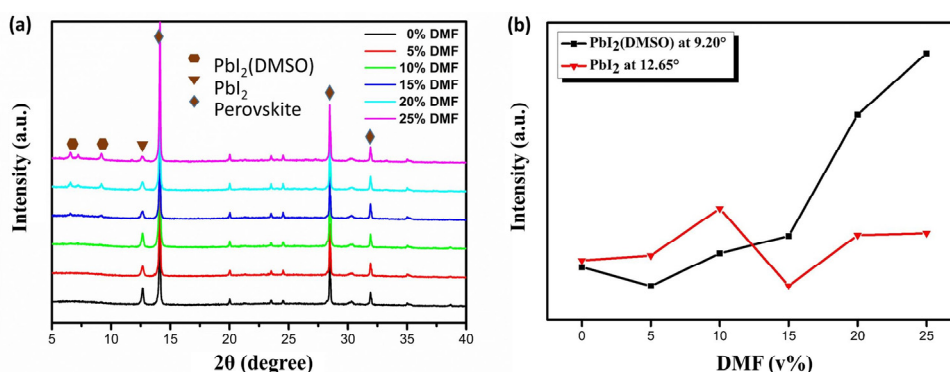 (a)
Intensity (a.u.)
PbI2(DMSO)
PbI2
Perovskite
0% DMF
5% DMF
10% DMF
15% DMF
20% DMF
25% DMF
5 10 15 20 25 30 35 40
2θ (degree)
(b)
Intensity (a.u.)
PbI2(DMSO) at 9.20°
PbI2 at 12.65°
0 5 10 15 20 25
DMF (v%)